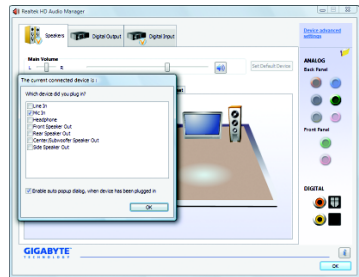 Realtek HD Audio Manager
Speakers
Digital Output
Digital Input
Device advanced
settings
Main Volume
L
R
Set Default Device
ANALOG
Back Panel
The current connected device is :
Which device did you plug in?
Line In
Mic In
Headphone
Front Speaker Out
Rear Speaker Out
Center/Subwoofer Speaker Out
Side Speaker Out
Enable auto popup dialog, when device has been plugged in
OK
Front Panel
DIGITAL
GIGABYTE
TECHNOLOGY
OK